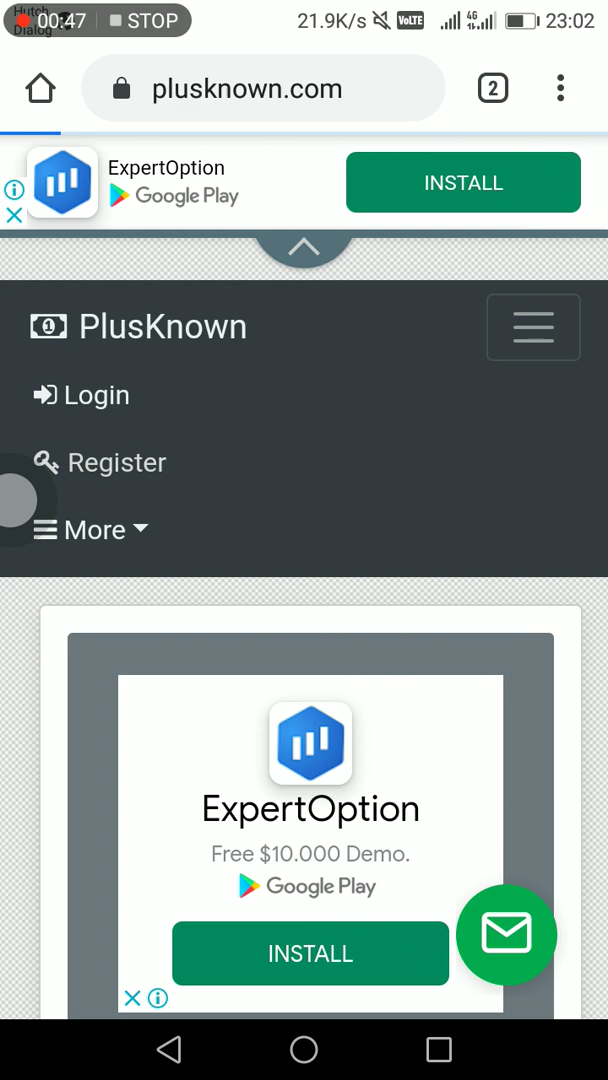 Hutch
Dialog
00:47 STOP
21.9K/s VoLTE 4G 23:02
plusknown.com
2
ExpertOption
Google Play
INSTALL
PlusKnown
Login
Register
More
ExpertOption
Free $10.000 Demo.
Google Play
INSTALL